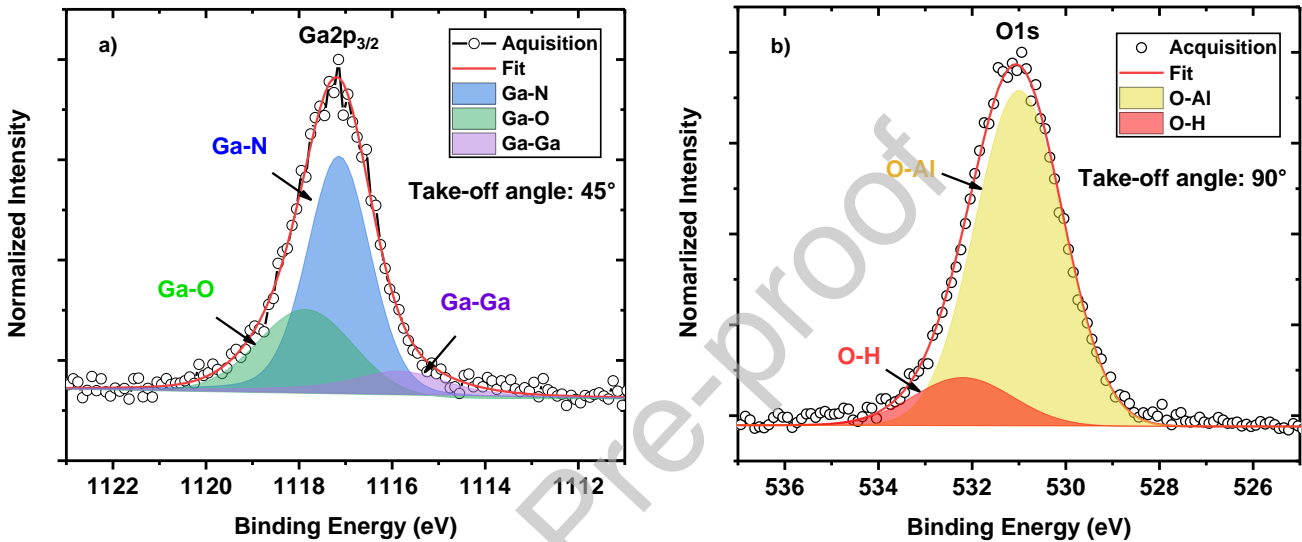 a)
Ga2p3/2
Aquisition
Fit
Ga-N
Ga-O
Ga-Ga
Ga-N
Take-off angle: 45°
Ga-O
Ga-Ga
Normalized Intensity
1122 1120 1118 1116 1114 1112
Binding Energy (eV)
b)
O1s
Acquisition
Fit
O-Al
O-H
O-Al
Take-off angle: 90°
O-H
Nomarlized Intensity
536 534 532 530 528 526
Binding Energy (eV)
Pre-proof